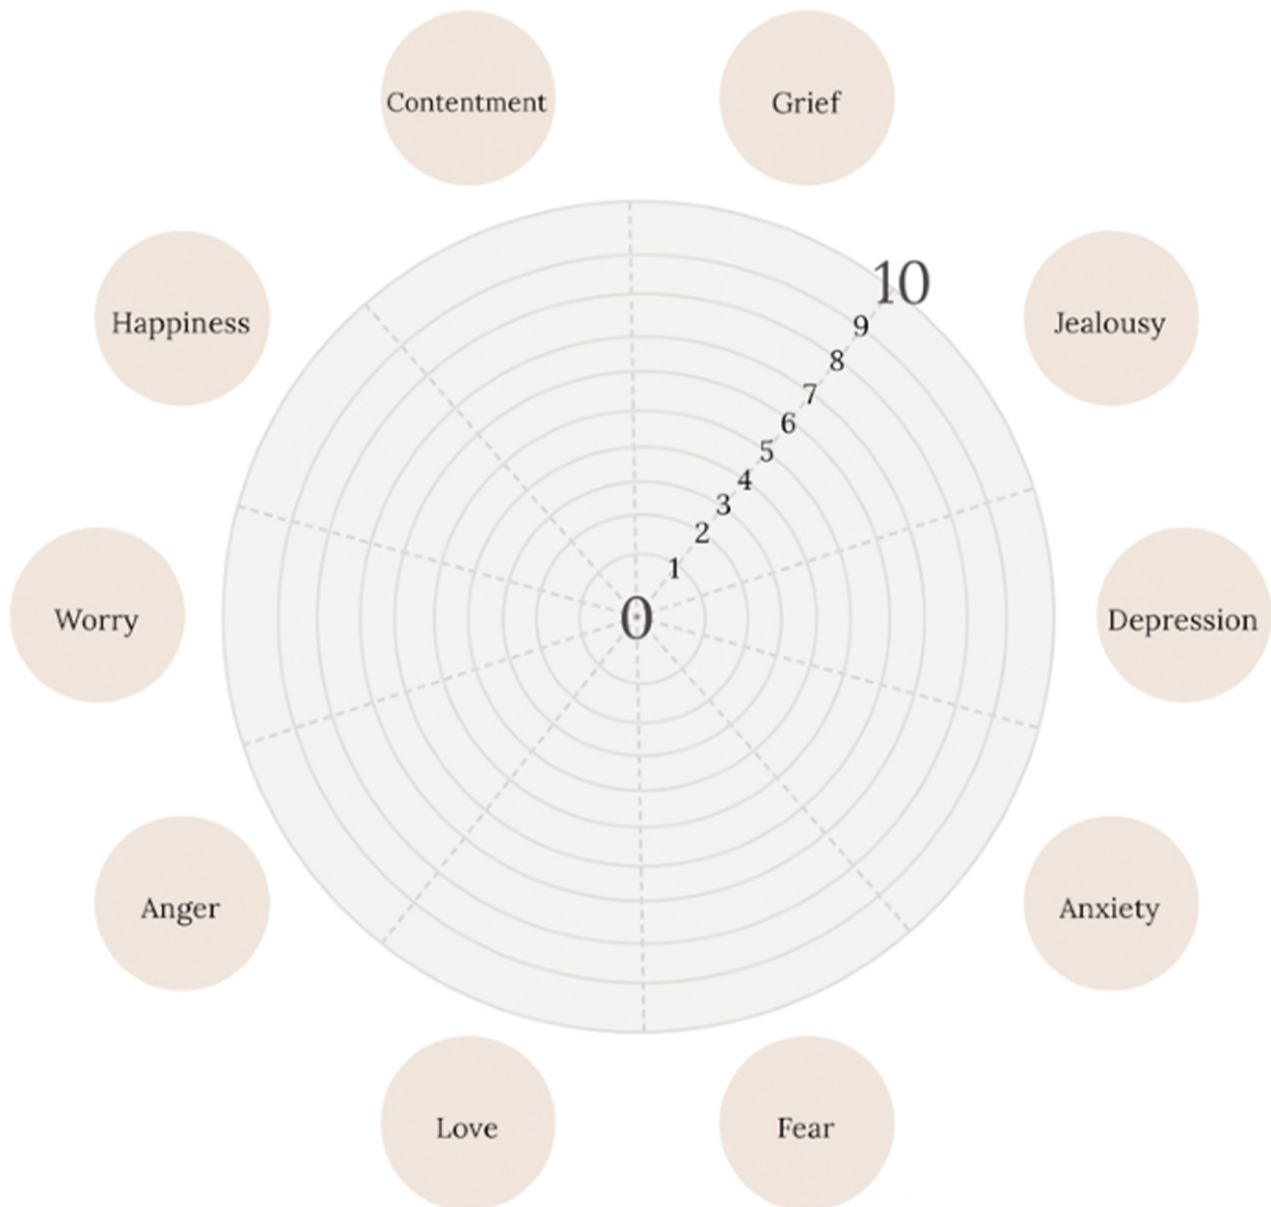 Contentment
Grief
Happiness
Jealousy
10
9
8
7
6
5
4
3
2
1
0
Worry
Depression
Anger
Anxiety
Love
Fear